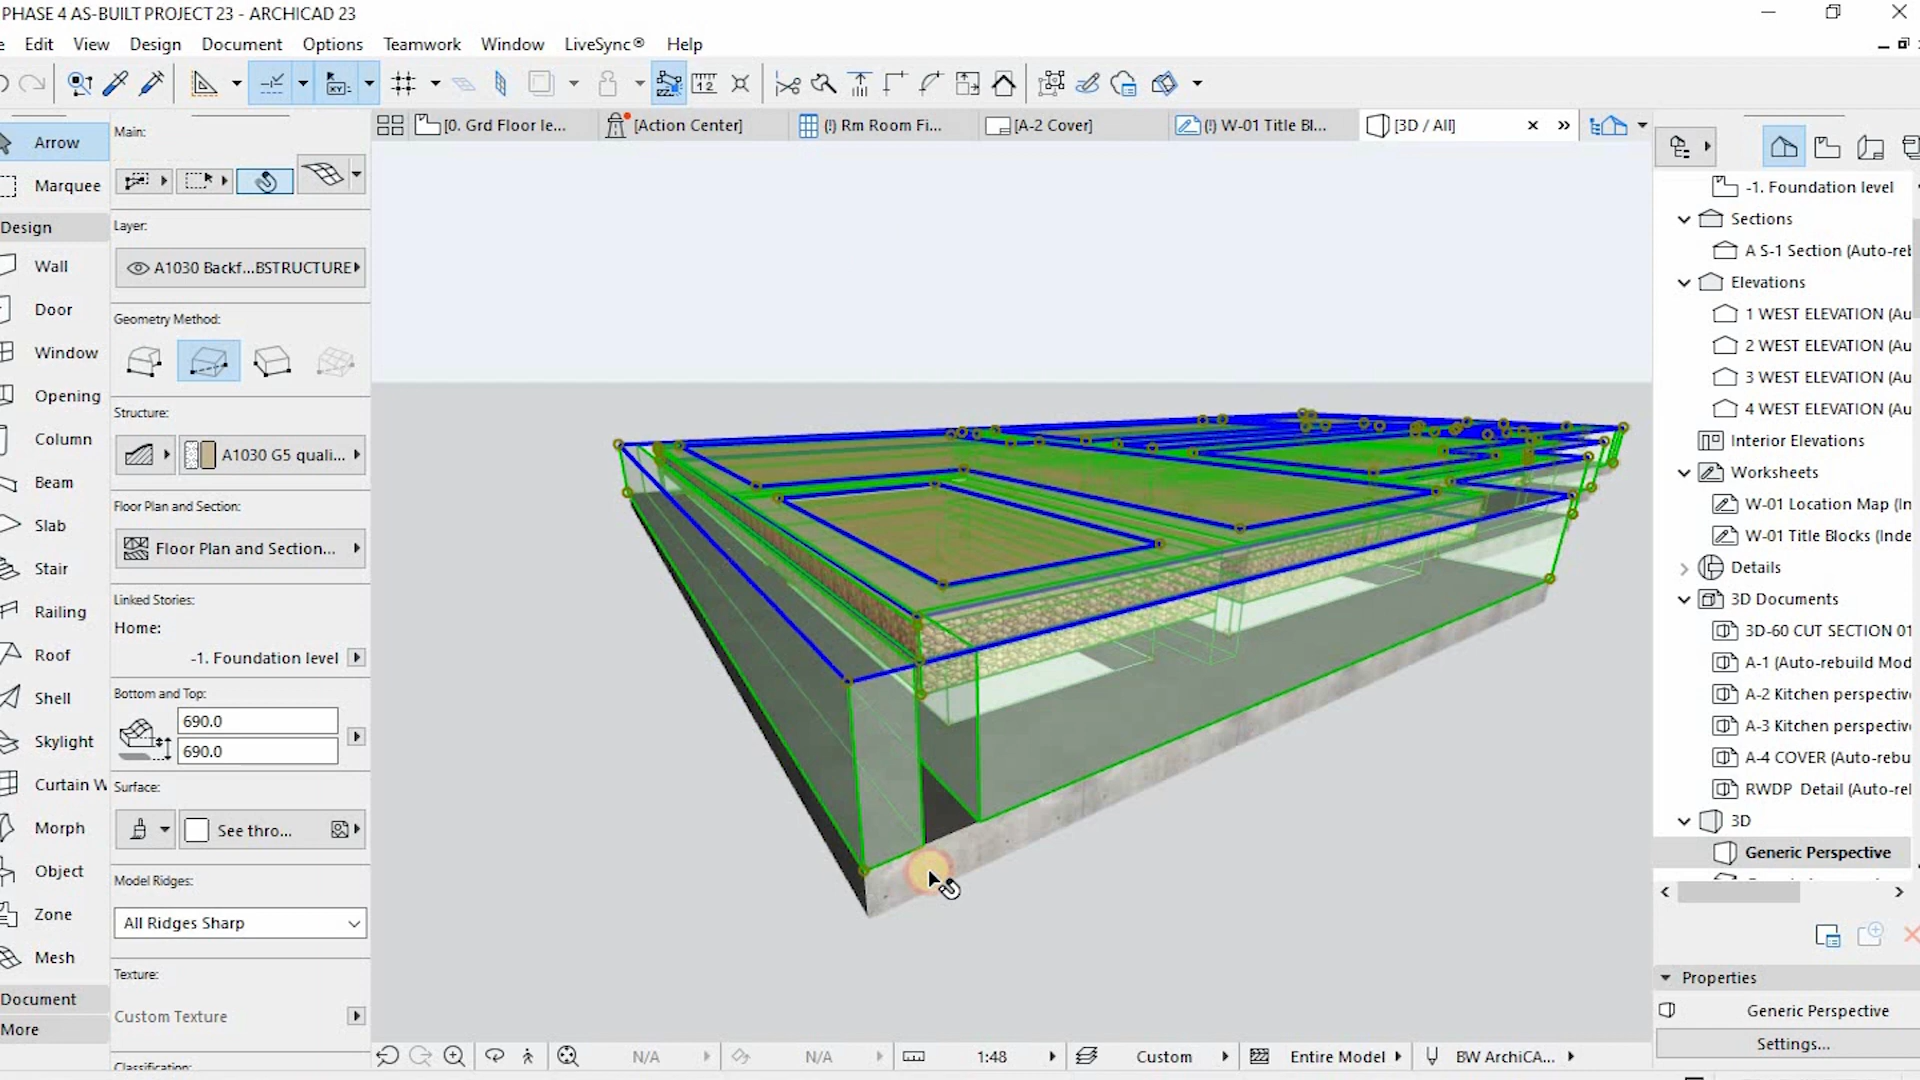 PHASE 4 AS-BUILT PROJECT 23 - ARCHICAD 23
Edit View Design Document Options Teamwork Window LiveSync® Help
[0. Grd Floor le... [Action Center] (!) Rm Room Fi... [A-2 Cover] (!) W-01 Title Bl... [3D / All]
Arrow
Marquee
Design
Wall
Door
Window
Opening
Column
Beam
Slab
Stair
Railing
Roof
Shell
Skylight
Curtain W
Morph
Object
Zone
Mesh
Document
More
Main:
Layer:
A1030 Backf...BSTRUCTURE
Geometry Method:
Structure:
A1030 G5 quali...
Floor Plan and Section:
Floor Plan and Section...
Linked Stories:
Home:
-1. Foundation level
Bottom and Top:
690.0
690.0
Surface:
See thro...
Model Ridges:
All Ridges Sharp
Texture:
Custom Texture
Classification:
N/A N/A 1:48 Custom Entire Model BW ArchiCA...
-1. Foundation level
Sections
A S-1 Section (Auto-rel
Elevations
1 WEST ELEVATION (Au
2 WEST ELEVATION (Au
3 WEST ELEVATION (Au
4 WEST ELEVATION (Au
Interior Elevations
Worksheets
W-01 Location Map (In
W-01 Title Blocks (Inde
Details
3D Documents
3D-60 CUT SECTION 01
A-1 (Auto-rebuild Mod
A-2 Kitchen perspectiv
A-3 Kitchen perspectiv
A-4 COVER (Auto-rebu
RWDP Detail (Auto-rel
3D
Generic Perspective
Properties
Generic Perspective
Settings...